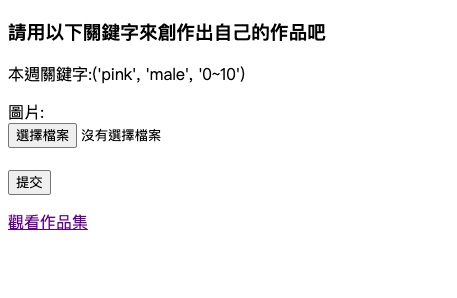 請用以下關鍵字來創作出自己的作品吧
本週關鍵字:('pink', 'male', '0~10')
圖片:
選擇檔案 沒有選擇檔案
提交
觀看作品集